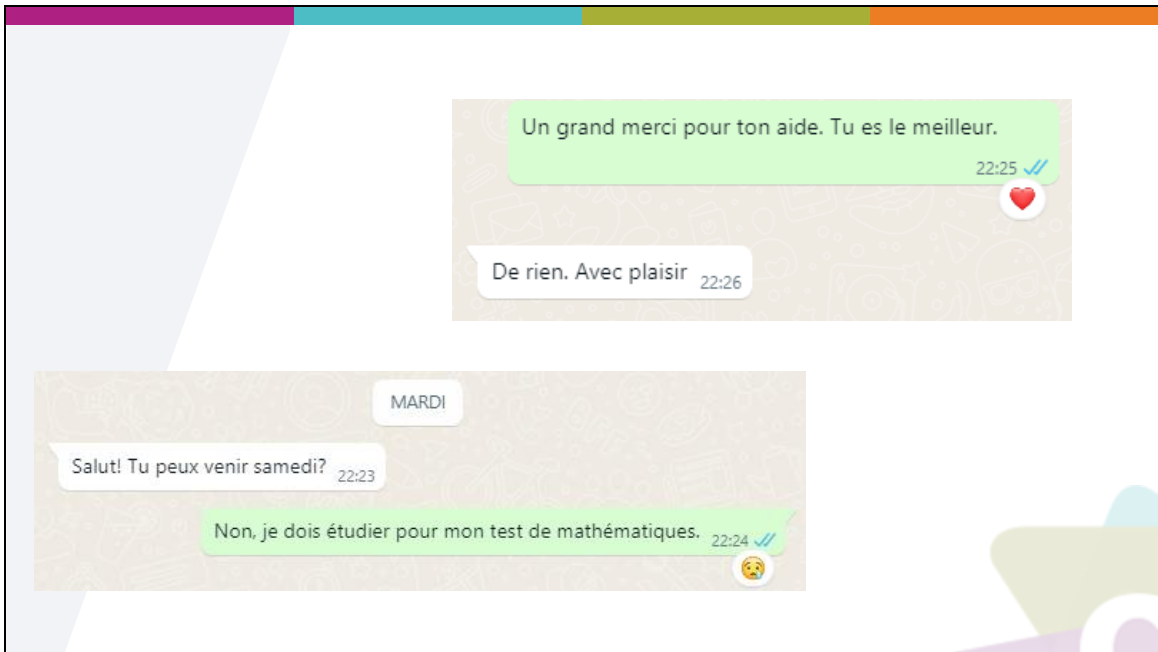 Un grand merci pour ton aide. Tu es le meilleur.
22:25
De rien. Avec plaisir 22:26
MARDI
Salut! Tu peux venir samedi? 22:23
Non, je dois étudier pour mon test de mathématiques. 22:24